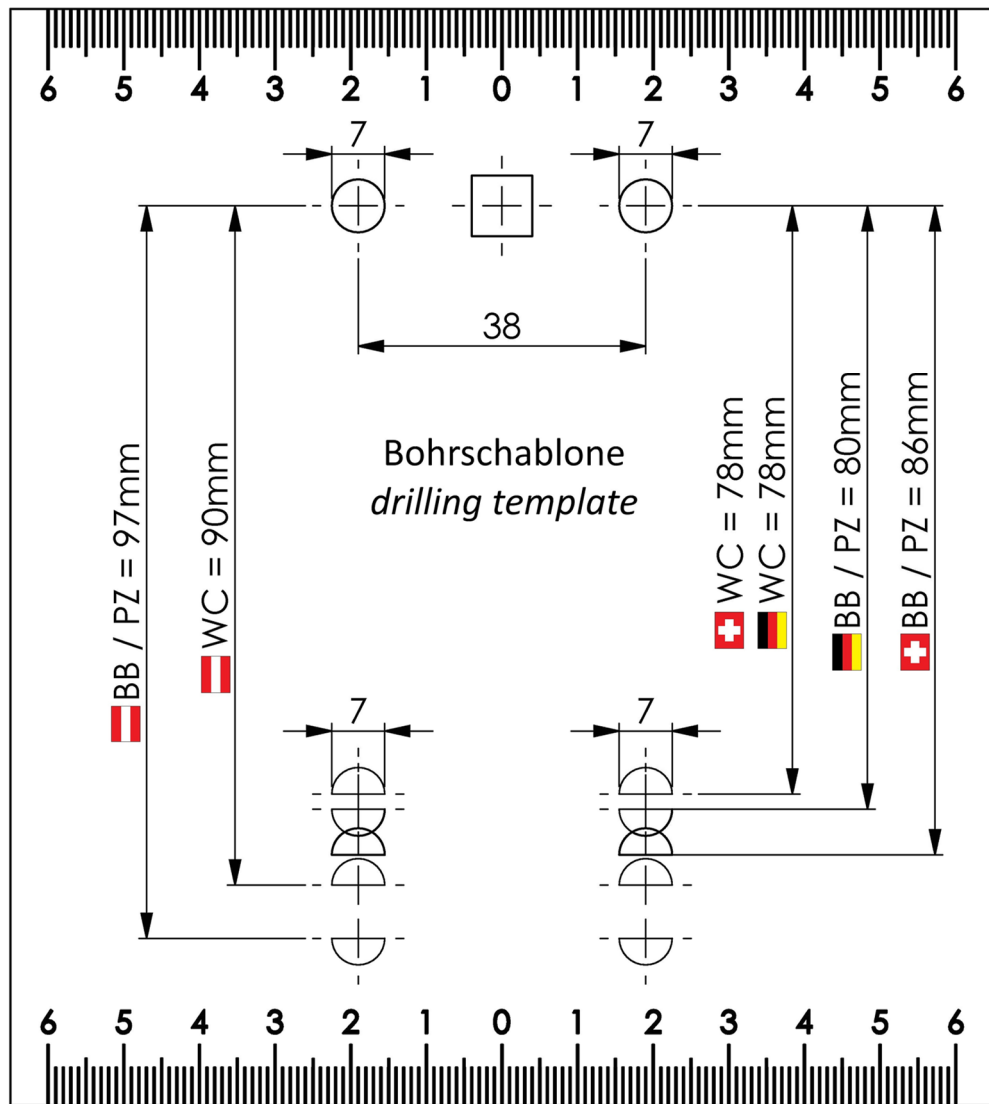 6 5 4 3 2 1 0 1 2 3 4 5 6
7 7
38
Bohrschablone
drilling template
BB / PZ = 97mm
WC = 90mm
WC = 78mm
WC = 78mm
BB / PZ = 80mm
BB / PZ = 86mm
7 7
6 5 4 3 2 1 0 1 2 3 4 5 6